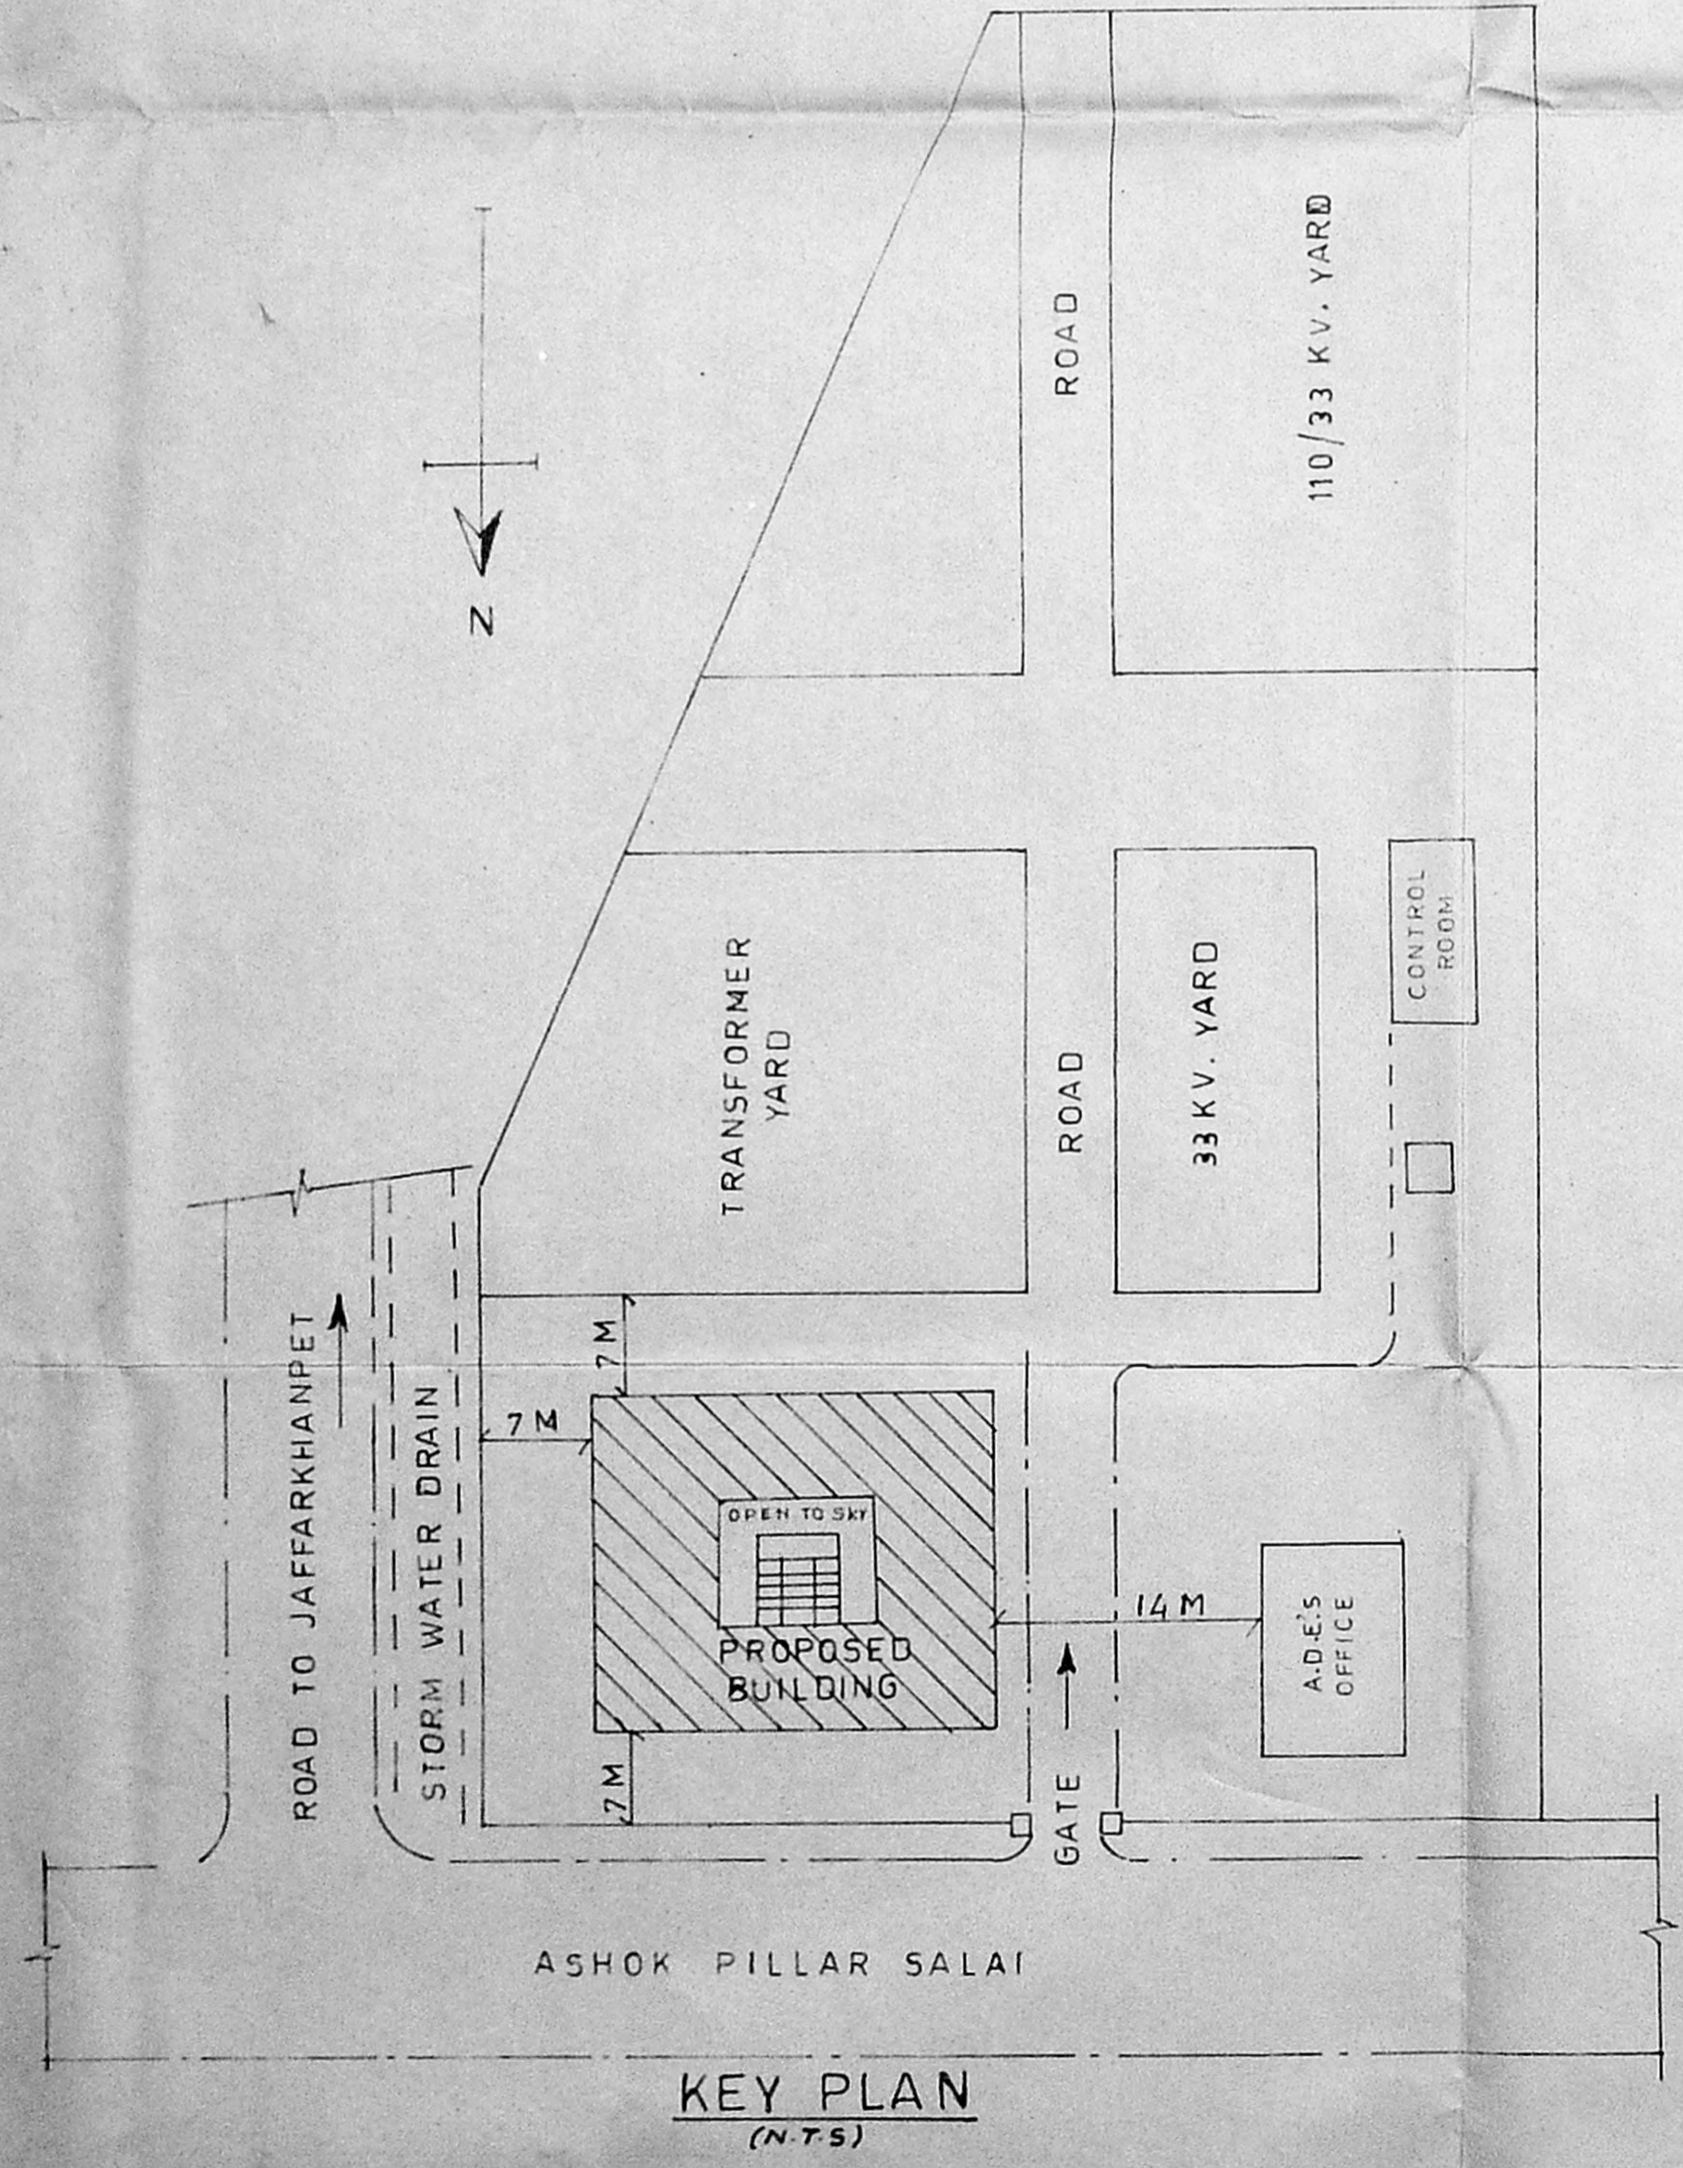 ROAD
110/33 KV. YARD
N
TRANSFORMER
YARD
ROAD
33 KV. YARD
CONTROL
ROOM
ROAD TO JAFFARKHANPET
STORM WATER DRAIN
7 M
7 M
OPEN TO SKY
PROPOSED
BUILDING
14 M
A.D.E'.S
OFFICE
7 M
GATE
ASHOK PILLAR SALAI
KEY PLAN
(N.T.S)